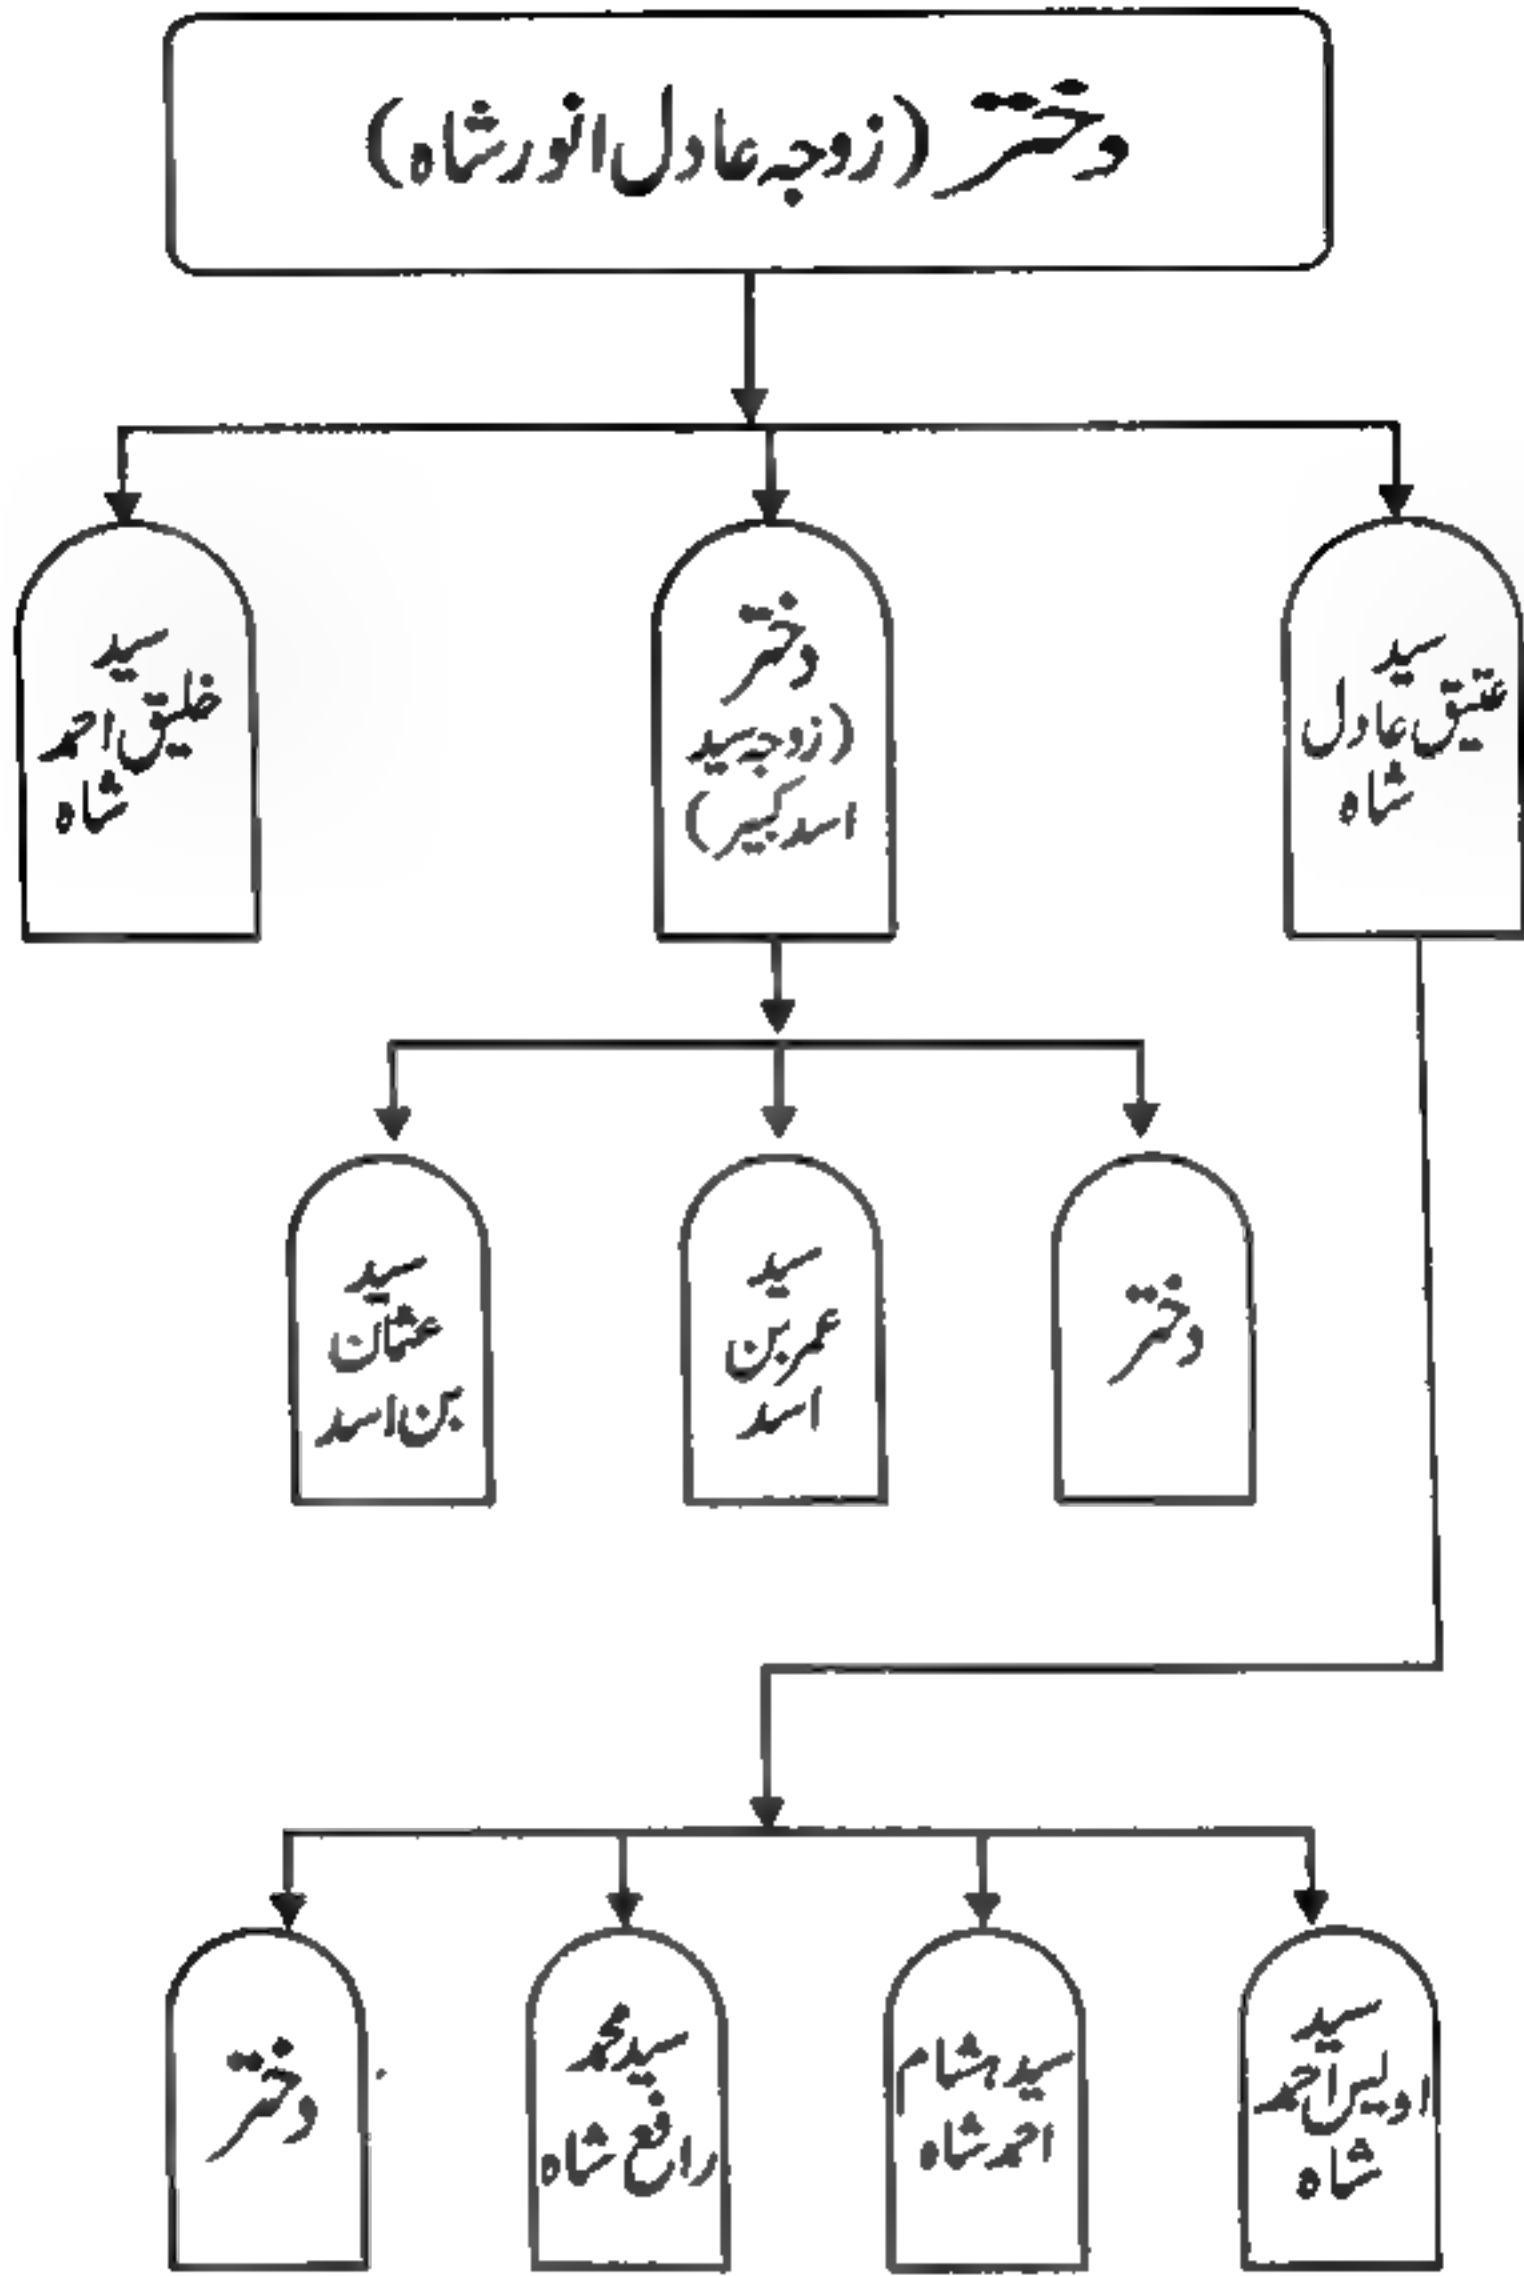 دختر (زوجہ عادل انور شاہ)
سید
عتیق عادل
شاہ
دختر
(زوجہ سید
اسد کبیر)
سید
خلیق احمد
شاہ
دختر
سید
عمر بن
اسد
سید
عثمان
بن اسد
سید
اویس احمد
شاہ
سید ہشام
احمد شاہ
سید محمد
رافع شاہ
دختر